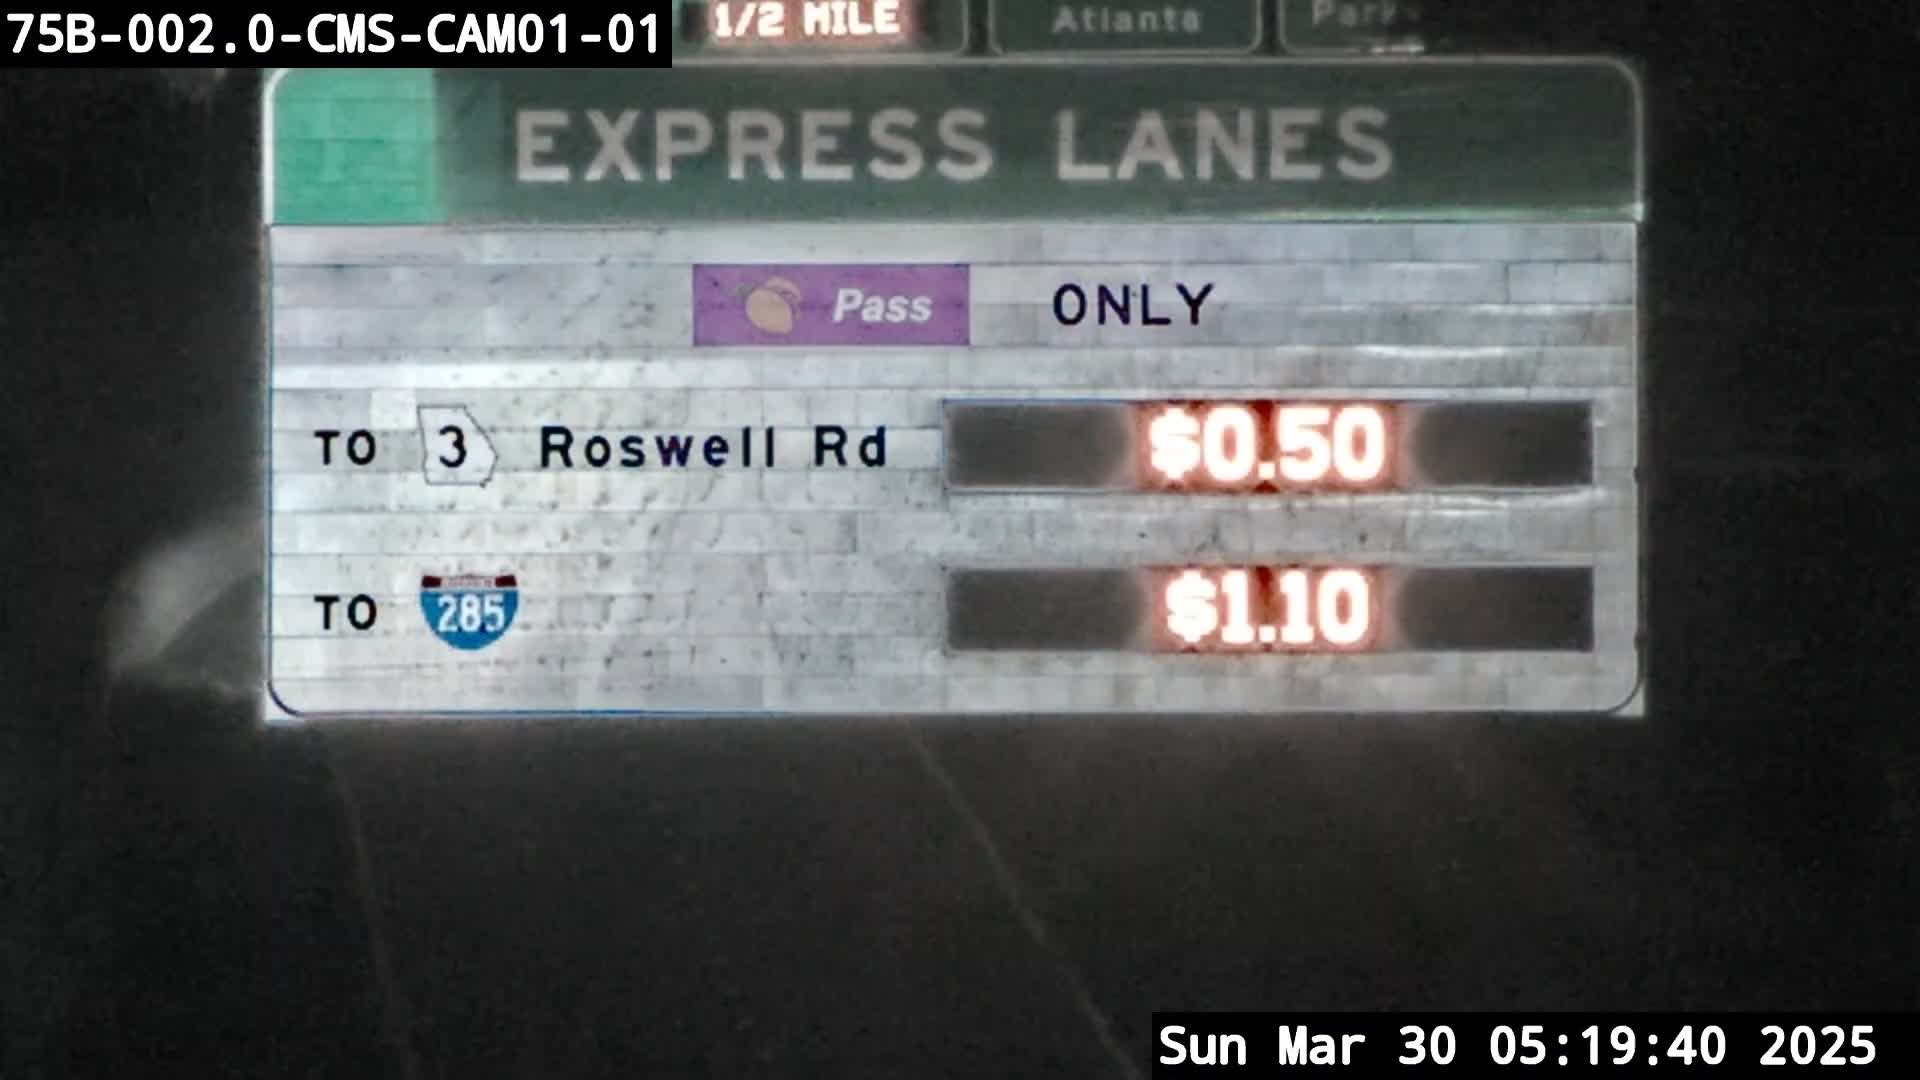 75B-002.0-CMS-CAM01-01
1/2 MILE
Atlanta
Park
EXPRESS LANES
Pass ONLY
TO 3 Roswell Rd $0.50
TO 285 $1.10
Sun Mar 30 05:19:40 2025